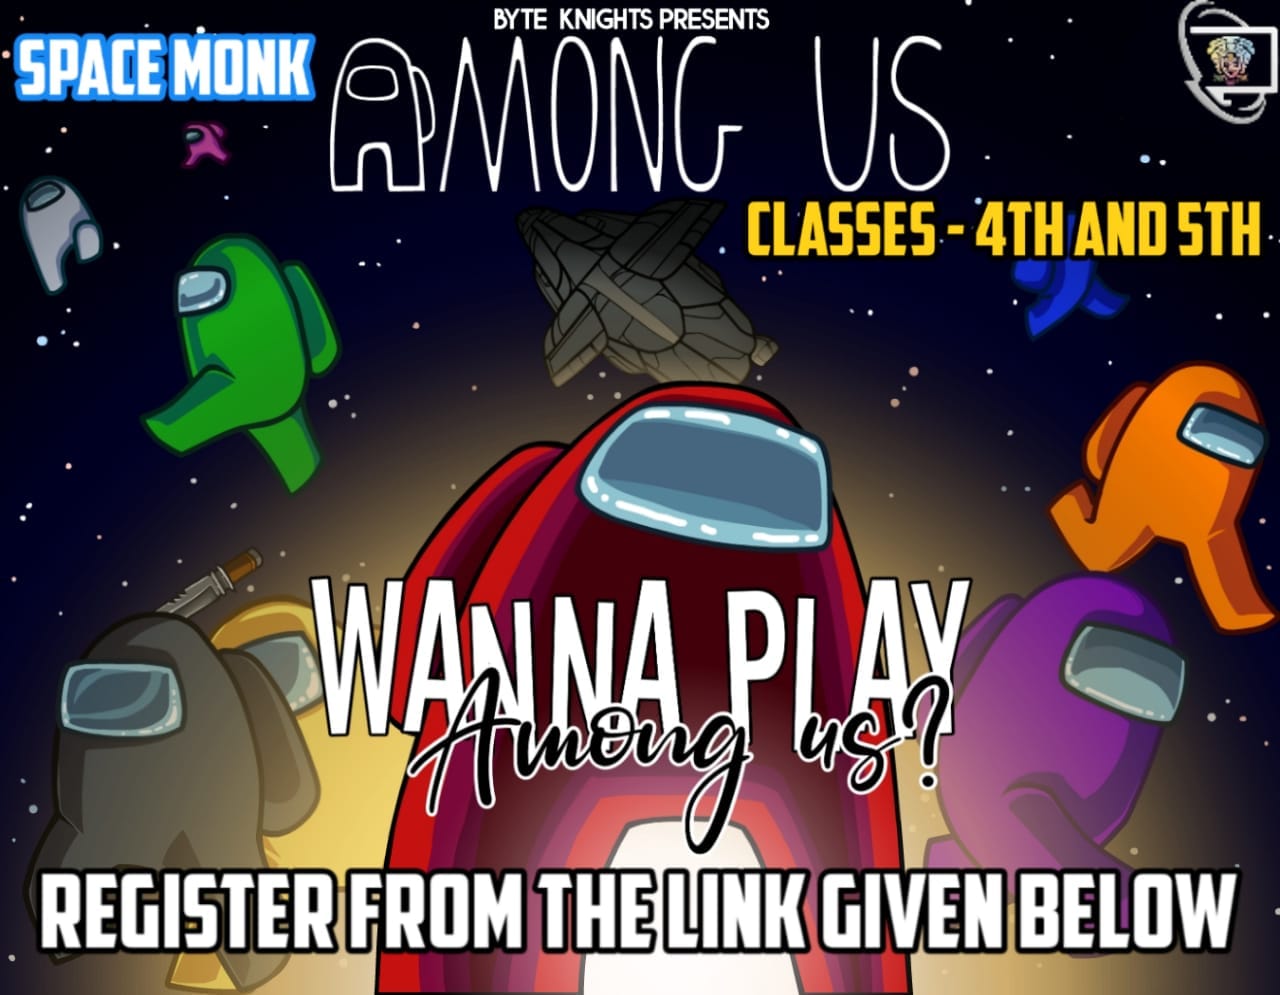 BYTE KNIGHTS PRESENTS
SPACE MONK
AMONG US
CLASSES - 4TH AND 5TH
WANNA PLAY
Among us?
REGISTER FROM THE LINK GIVEN BELOW